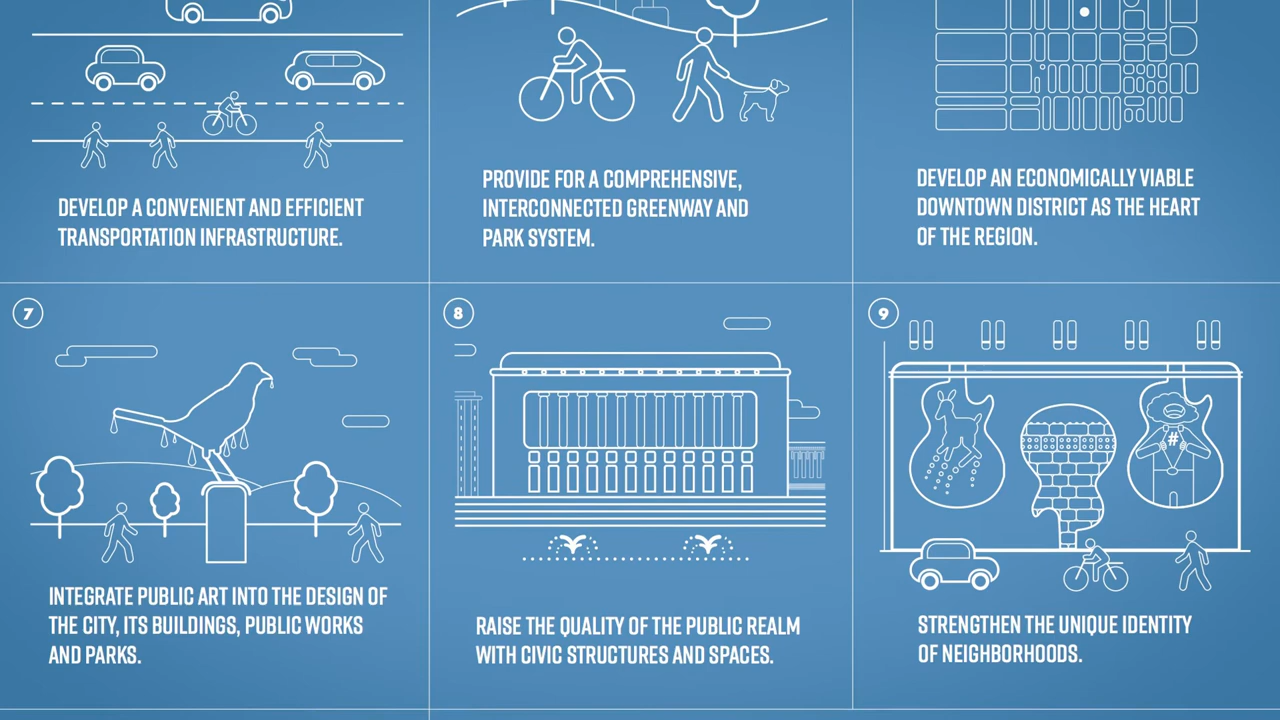 DEVELOP A CONVENIENT AND EFFICIENT
TRANSPORTATION INFRASTRUCTURE.
PROVIDE FOR A COMPREHENSIVE,
INTERCONNECTED GREENWAY AND
PARK SYSTEM.
DEVELOP AN ECONOMICALLY VIABLE
DOWNTOWN DISTRICT AS THE HEART
OF THE REGION.
7
INTEGRATE PUBLIC ART INTO THE DESIGN OF
THE CITY, ITS BUILDINGS, PUBLIC WORKS
AND PARKS.
8
RAISE THE QUALITY OF THE PUBLIC REALM
WITH CIVIC STRUCTURES AND SPACES.
9
#
STRENGTHEN THE UNIQUE IDENTITY
OF NEIGHBORHOODS.